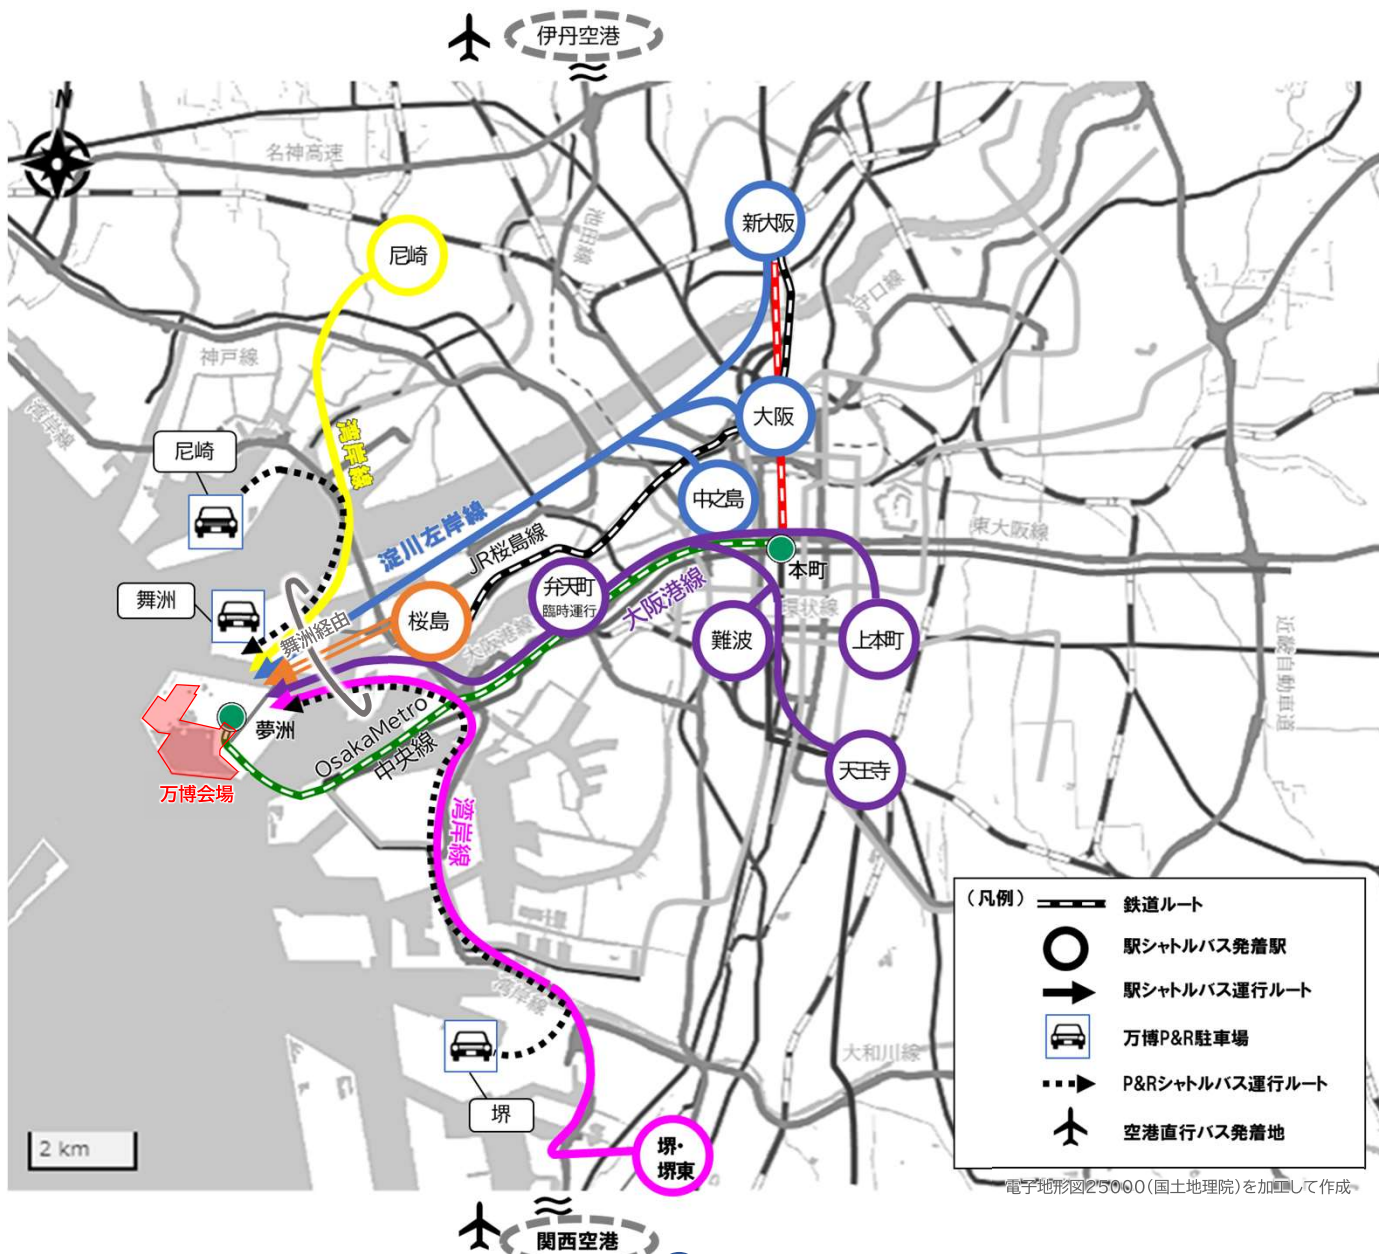 伊丹空港
N
名神高速
池田線
新大阪
尼崎
守口線
神戸線
湾岸線
大阪
湾岸線
尼崎
中之島
淀川左岸線
JR桜島線
東大阪線
本町
弁天町
臨時運行
大阪港線
舞洲
桜島
舞洲経由
大阪港線
環状線
難波
上本町
近畿自動車道
夢洲
OsakaMetro
中央線
万博会場
天王寺
湾岸線
(凡例)
鉄道ルート
駅シャトルバス発着駅
駅シャトルバス運行ルート
万博P&R駐車場
P&Rシャトルバス運行ルート
空港直行バス発着地
湾岸線
大和川線
堺
堺・
堺東
2 km
電子地形図25000(国土地理院)を加工して作成
関西空港